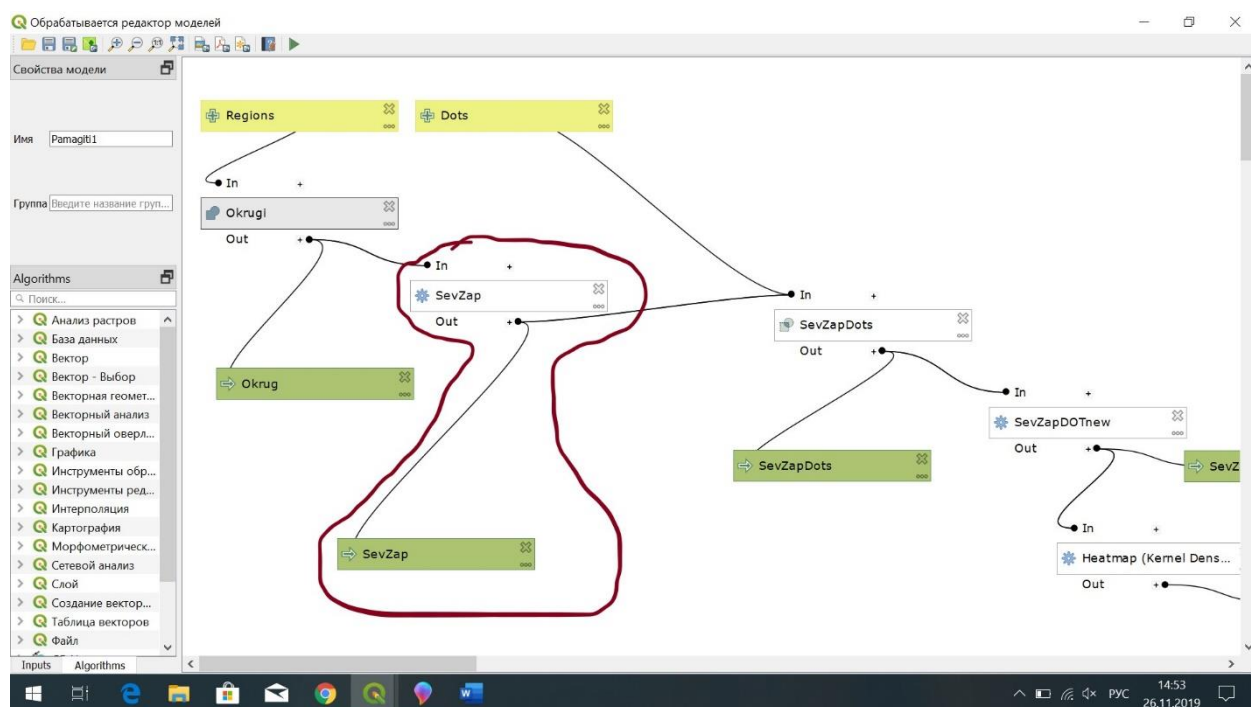 Обрабатывается редактор моделей
Свойства модели
Имя Pamagiti1
Группа Введите название груп...
Algorithms
Поиск...
Анализ растров
База данных
Вектор
Вектор - Выбор
Векторная геомет...
Векторный анализ
Векторный оверл...
Графика
Инструменты обр...
Инструменты ред...
Интерполяция
Картография
Морфометрическ...
Сетевой анализ
Слой
Создание вектор...
Таблица векторов
Файл
Inputs Algorithms
Regions
Dots
In +
Okrugi
Out +
In +
SevZap
Out +
Okrug
SevZap
In +
SevZapDots
Out +
SevZapDots
In +
SevZapDOTnew
Out +
SevZ
In +
Heatmap (Kernel Dens...
Out +
РУС
14:53
26.11.2019